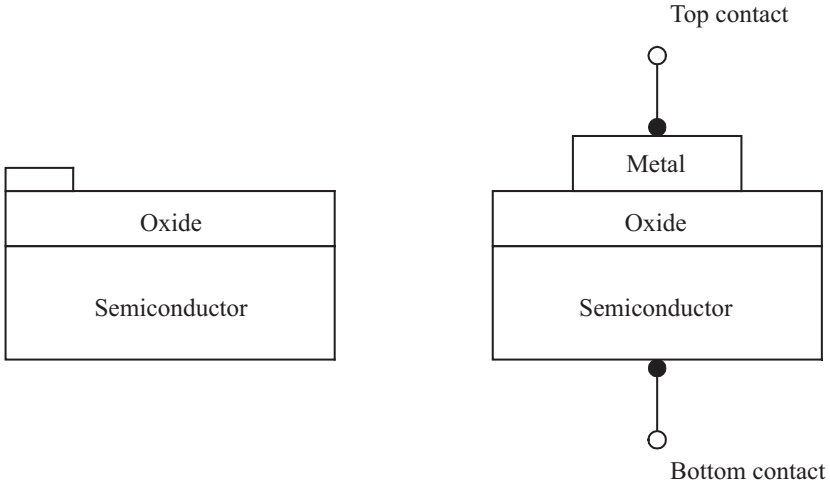 Top contact
Metal
Oxide
Oxide
Semiconductor
Semiconductor
Bottom contact